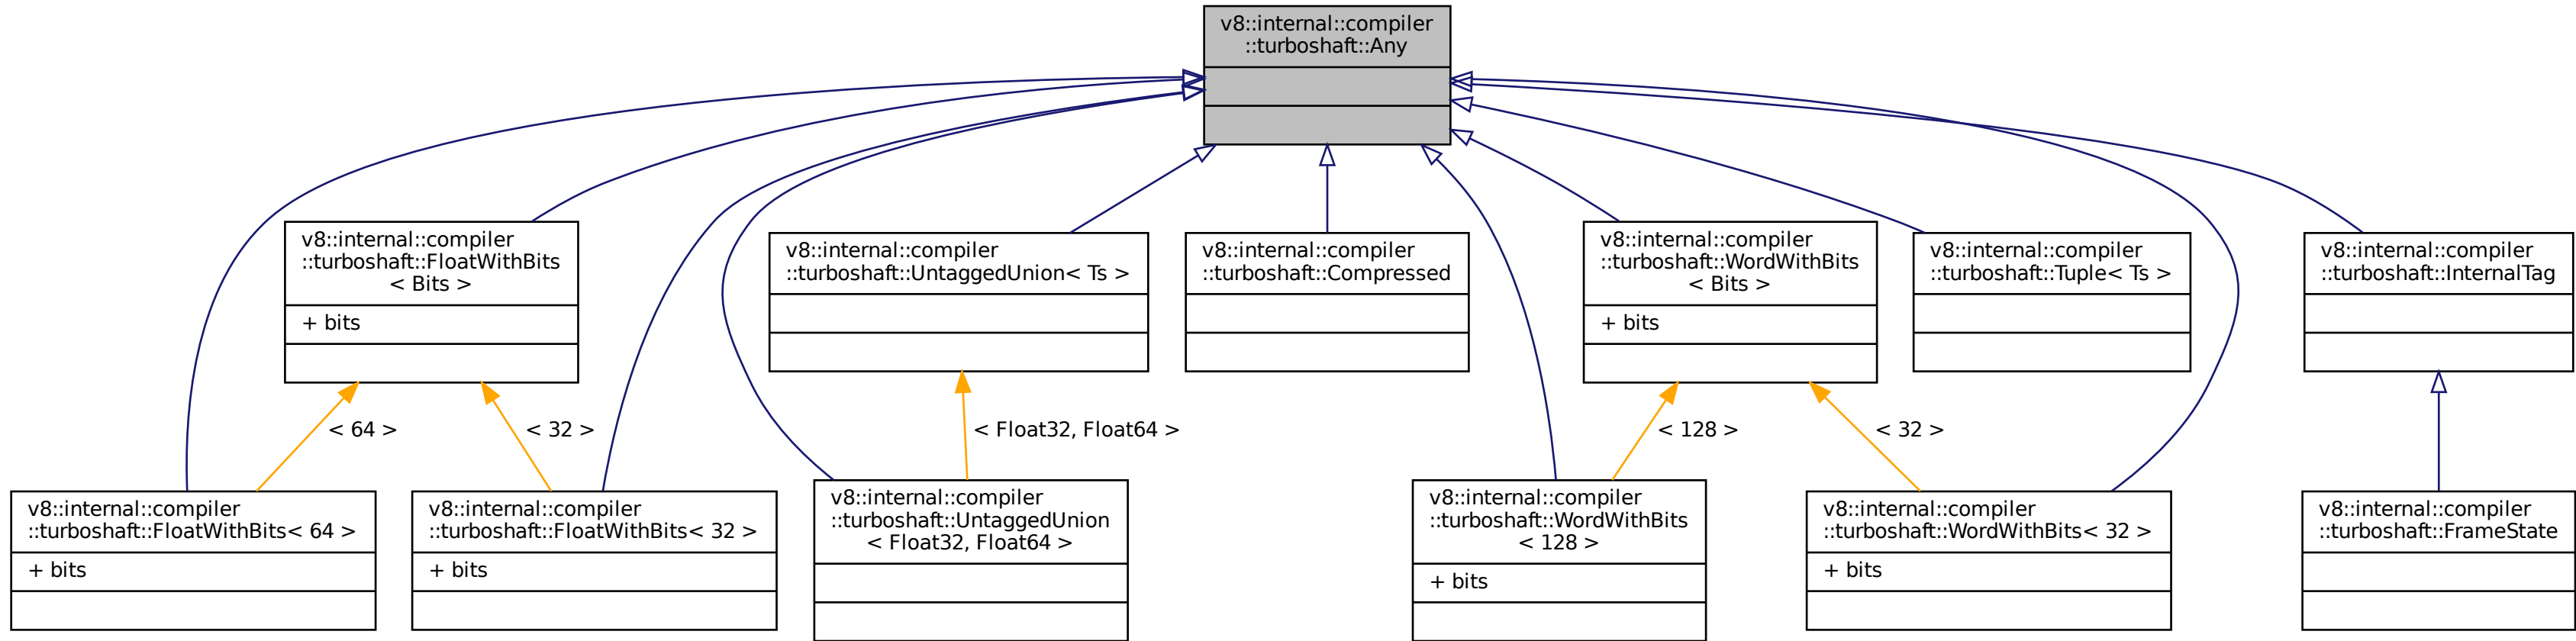 v8::internal::compiler
::turboshaft::Any
v8::internal::compiler
::turboshaft::FloatWithBits
< Bits >
+ bits
v8::internal::compiler
::turboshaft::UntaggedUnion< Ts >
v8::internal::compiler
::turboshaft::Compressed
v8::internal::compiler
::turboshaft::WordWithBits
< Bits >
+ bits
v8::internal::compiler
::turboshaft::Tuple< Ts >
v8::internal::compiler
::turboshaft::InternalTag
< 64 >
< 32 >
< Float32, Float64 >
< 128 >
< 32 >
v8::internal::compiler
::turboshaft::FloatWithBits< 64 >
+ bits
v8::internal::compiler
::turboshaft::FloatWithBits< 32 >
+ bits
v8::internal::compiler
::turboshaft::UntaggedUnion
< Float32, Float64 >
v8::internal::compiler
::turboshaft::WordWithBits
< 128 >
+ bits
v8::internal::compiler
::turboshaft::WordWithBits< 32 >
+ bits
v8::internal::compiler
::turboshaft::FrameState